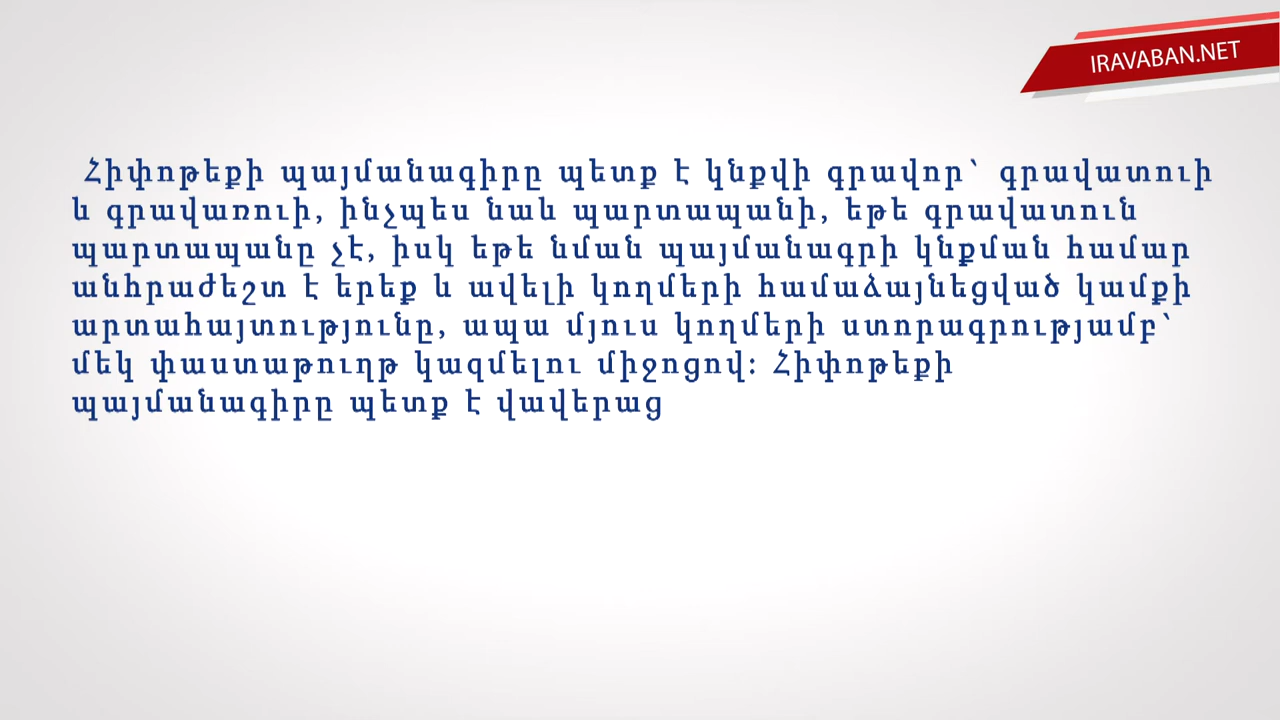 IRAVABAN.NET
Հիփոթեքի պայմանագիրը պետք է կնքվի գրավոր՝ գրավատուի
և գրավառուի, ինչպես նաև պարտապանի, եթե գրավատուն
պարտապանը չէ, իսկ եթե նման պայմանագրի կնքման համար
անհրաժեշտ է երեք և ավելի կողմերի համաձայնեցված կամքի
արտահայտությունը, ապա մյուս կողմերի ստորագրությամբ՝
մեկ փաստաթուղթ կազմելու միջոցով: Հիփոթեքի
պայմանագիրը պետք է վավերաց